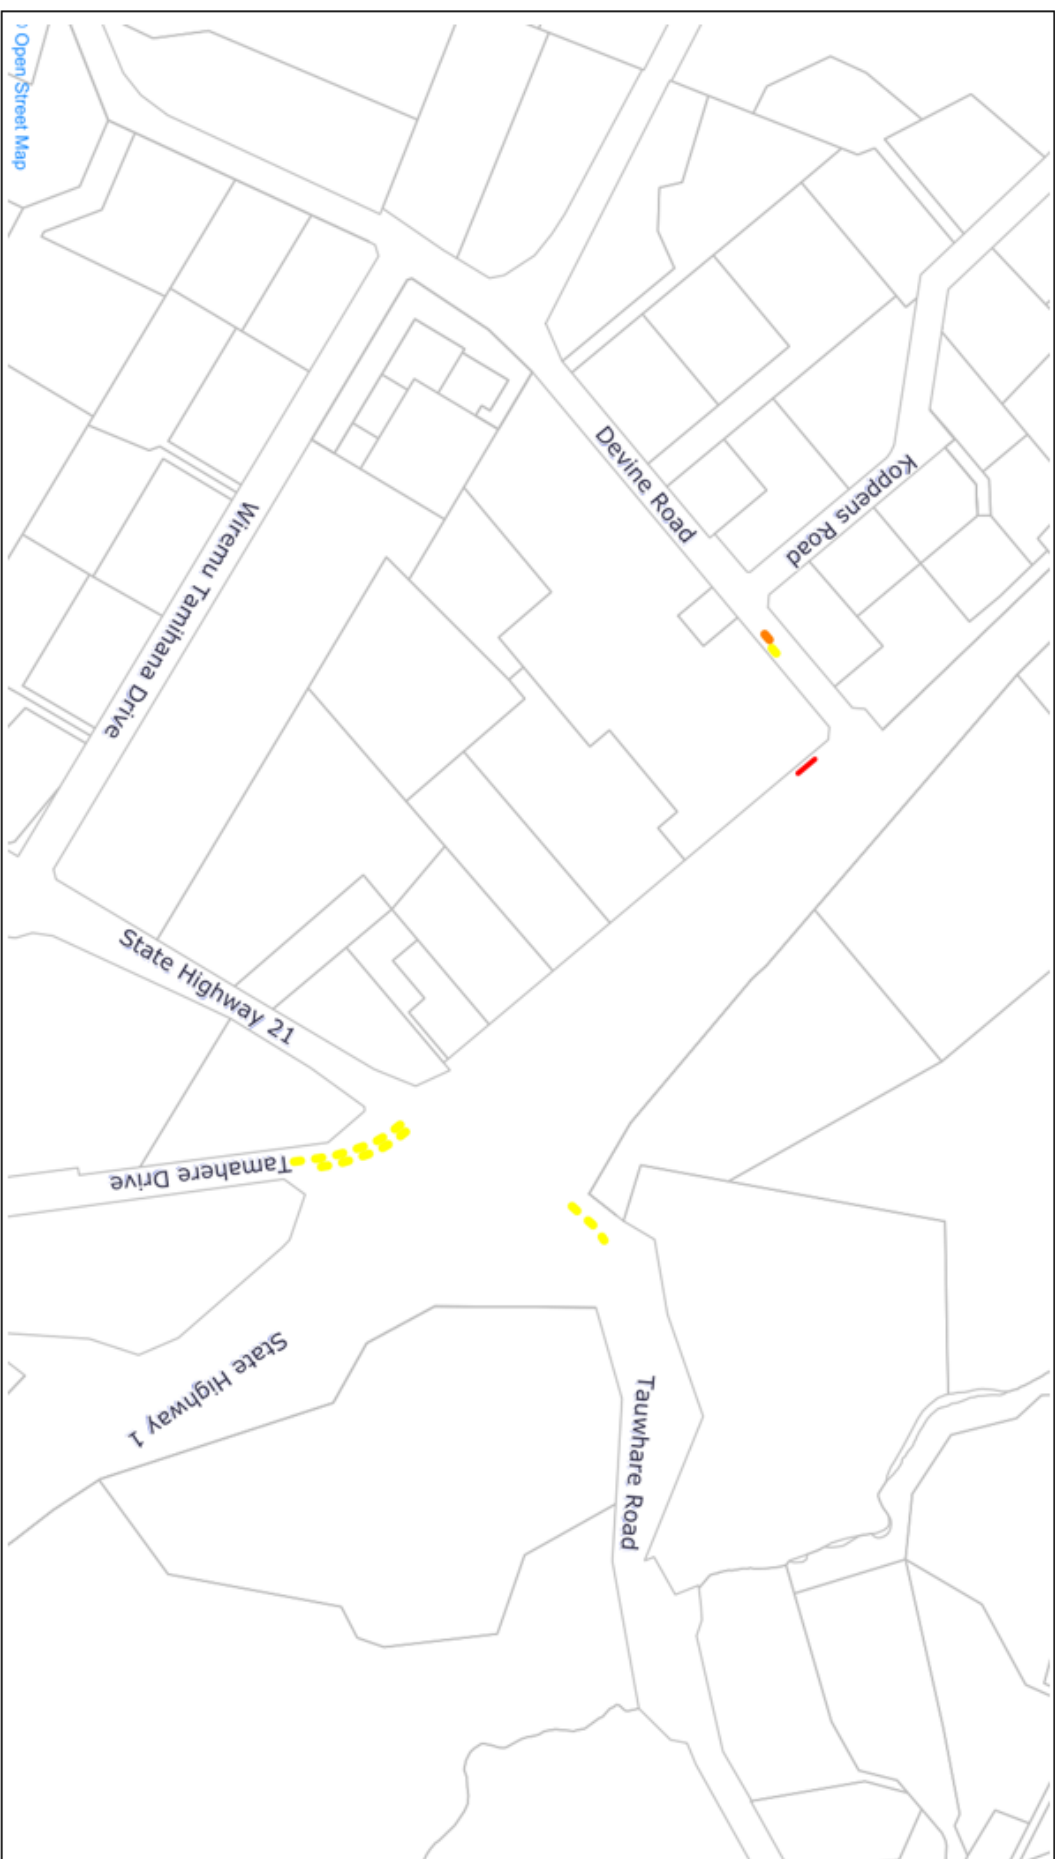 Open Street Map
Devine Road
Koppens Road
Wiremu Tamihana Drive
State Highway 21
Tamahere Drive
State Highway 1
Tauwhare Road